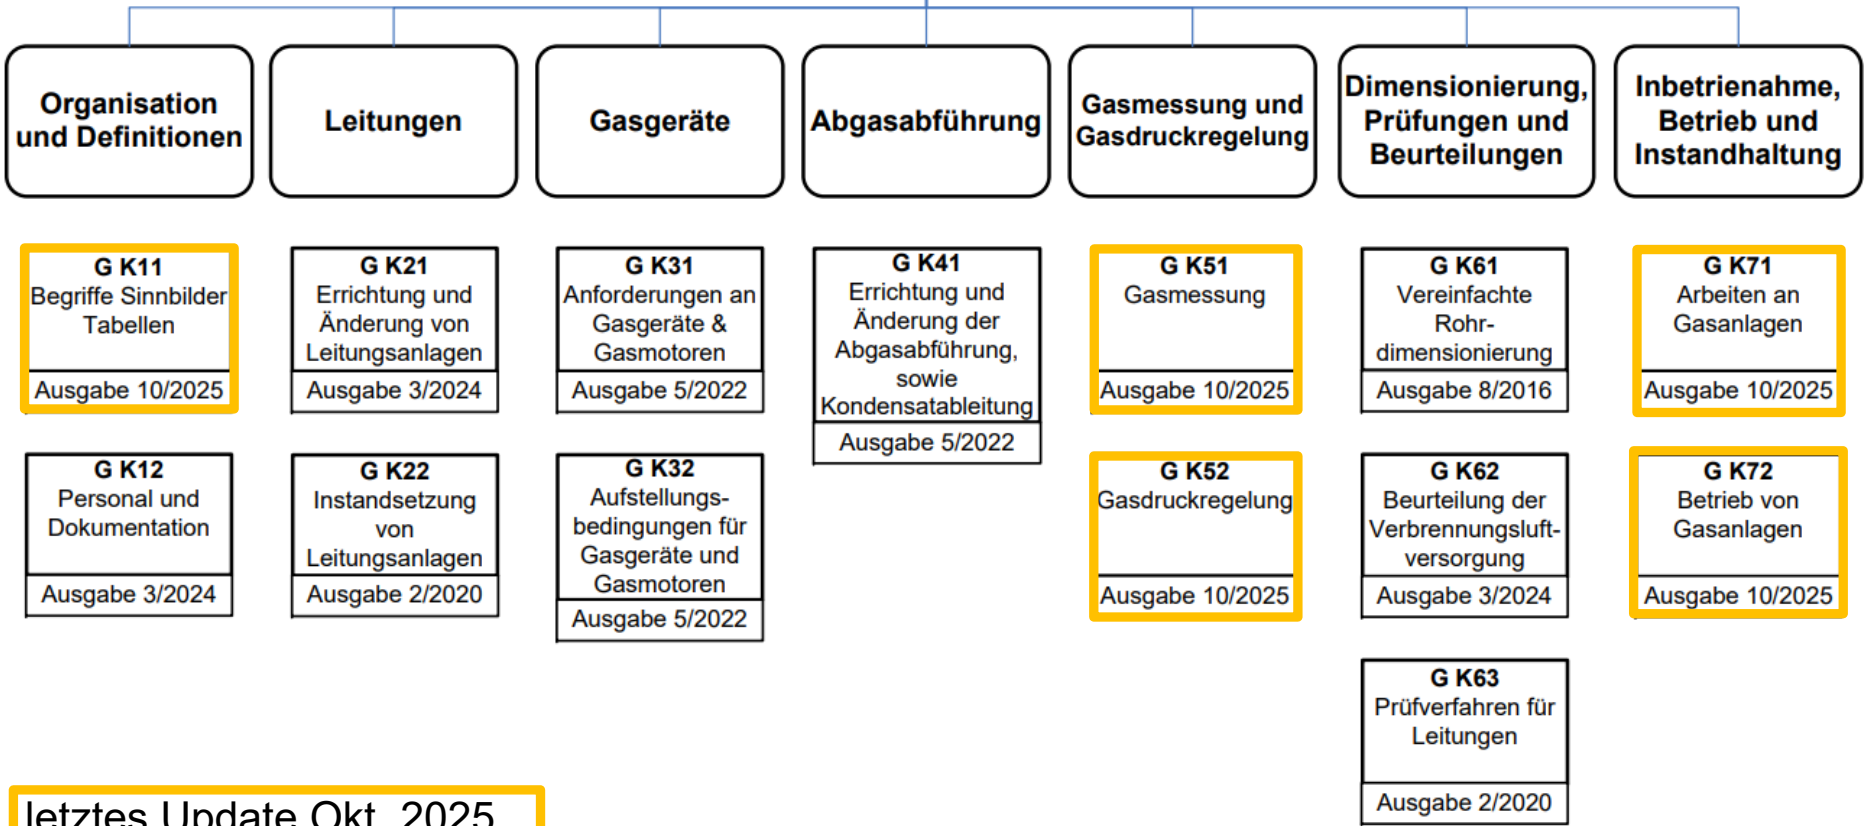 Organisation
und Definitionen
Leitungen
Gasgeräte
Abgasabführung
Gasmessung und
Gasdruckregelung
Dimensionierung,
Prüfungen und
Beurteilungen
Inbetrienahme,
Betrieb und
Instandhaltung
G K11
Begriffe Sinnbilder
Tabellen
Ausgabe 10/2025
G K21
Errichtung und
Änderung von
Leitungsanlagen
Ausgabe 3/2024
G K31
Anforderungen an
Gasgeräte &
Gasmotoren
Ausgabe 5/2022
G K41
Errichtung und
Änderung der
Abgasabführung,
sowie
Kondensatableitung
Ausgabe 5/2022
G K51
Gasmessung
Ausgabe 10/2025
G K61
Vereinfachte
Rohr-
dimensionierung
Ausgabe 8/2016
G K71
Arbeiten an
Gasanlagen
Ausgabe 10/2025
G K12
Personal und
Dokumentation
Ausgabe 3/2024
G K22
Instandsetzung
von
Leitungsanlagen
Ausgabe 2/2020
G K32
Aufstellungs-
bedingungen für
Gasgeräte und
Gasmotoren
Ausgabe 5/2022
G K52
Gasdruckregelung
Ausgabe 10/2025
G K62
Beurteilung der
Verbrennungsluft-
versorgung
Ausgabe 3/2024
G K72
Betrieb von
Gasanlagen
Ausgabe 10/2025
G K63
Prüfverfahren für
Leitungen
Ausgabe 2/2020
letztes Update Okt. 2025